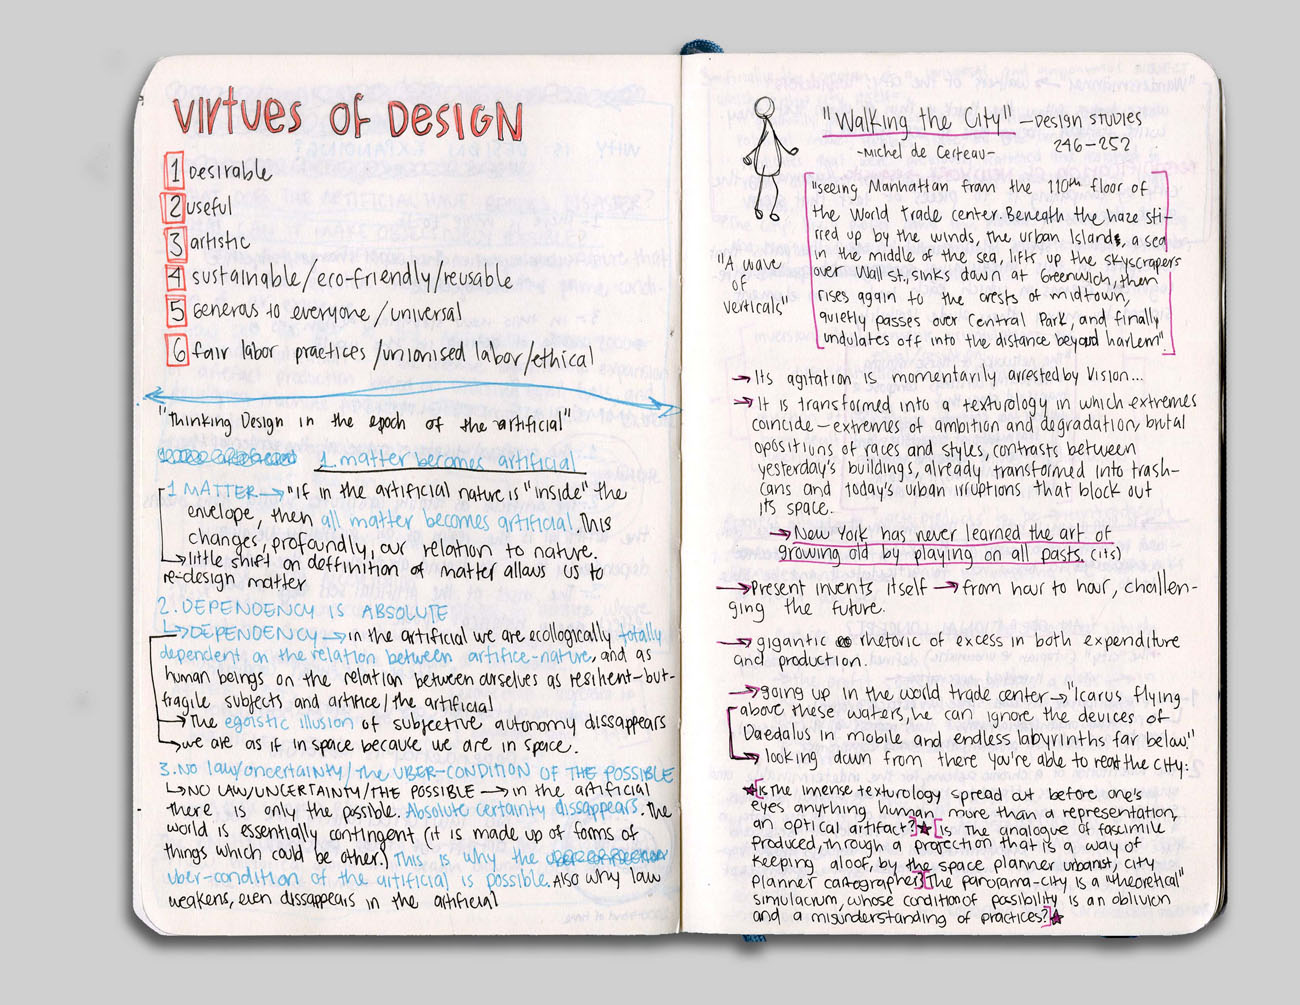 Virtues of Design
1 desirable
2 useful
3 artistic
4 sustainable/eco-friendly/reusable
5 Generas to everyone/universal
6 fair labor practices/unionised labor/ethical
"Thinking Design in the epoch of the artificial"
1. matter becomes artificial
1 MATTER → "If in the artificial nature is "inside" the
envelope, then all matter becomes artificial. This
changes, profoundly, our relation to nature.
→ little shift on deffinition of matter allows us to
re-design matter
2. DEPENDENCY IS ABSOLUTE
↳ DEPENDENCY → in the artificial we are ecollogically totally
dependent on the relation between artifice-nature, and as
human beings on the relation between ourselves as resilient-but-
fragile subjects and artifice/the artificial
→ The egoistic illusion of subjective autonomy dissappears
→ we are as if in space because we are in space.
3. NO law/uncertainty/the UBER-CONDITION OF THE POSSIBLE
↳ NO LAW/UNCERTAINTY/THE POSSIBLE → in the artificial
there is only the possible. Absolute certainty dissappears. The
world is essentially contingent (it is made up of forms of
things which could be other.) This is why the
uber-condition of the artificial is possible. Also why law
weakens, even dissappears in the artificial
"Walking the City" - DESIGN STUDIES
-Michel de Certeau- 246-252
"seeing Manhattan from the 110th floor of
the World trade center. Beneath the haze sti-
rred up by the winds, the urban Island, a sea
in the middle of the sea, lifts up the skyscrapers
over Wall st, sinks down at Greenwich, then
rises again to the crests of midtown,
quietly passes over Central Park, and finally
undulates off into the distance beyond harlem".
"A wave
of
verticals"
→ Its agitation is momentarily arrested by Vision...
→ It is transformed into a texturology in which extremes
coincide - extremes of ambition and degradation, brutal
opositions of races and styles, contrasts between
yesterday's buildings, already transformed into trash-
cans and today's urban irruptions that block out
its space.
→ New York has never learned the art of
growing old by playing on all pasts. (its)
→ Present invents itself → from hour to hour, challen-
ging the future.
→ gigantic rhetoric of excess in both expenditure
and production.
→ going up in the world trade center → "Icarus flying
above these waters, he can ignore the devices of
Daedalus in mobile and endless labyrinths far below."
→ looking down from there you're able to read the city:
★[is the imense texturology spread out before one's
eyes anything human more than a representation,
an optical artifact?]★[is the analogue of fascimile
produced, through a projection that is a way of
keeping aloof, by the space planner urbanist, city
planner cartographer?][The panorama-city is a "theoretical"
simulacrum, whose condition of possibility is an oblivion
and a misunderstanding of practices?]★